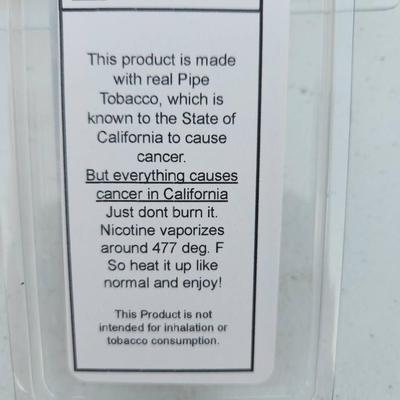 This product is made
with real Pipe
Tobacco, which is
known to the State of
California to cause
cancer.
But everything causes
cancer in California
Just dont burn it.
Nicotine vaporizes
around 477 deg. F
So heat it up like
normal and enjoy!
This Product is not
intended for inhalation or
tobacco consumption.